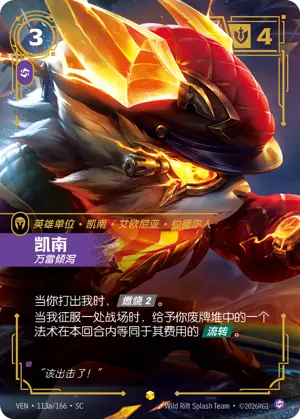 3
4
英雄单位・凯南・艾欧尼亚・约德尔人
凯南
万雷倾泻
当你打出我时，燃烧 2 。
当我征服一处战场时，给予你废牌堆中的一个
法术在本回合内等同于其费用的 流转 。
“该出击了！”
VEN • 113a/166 • SC
Wild Rift Splash Team
©2026RG1